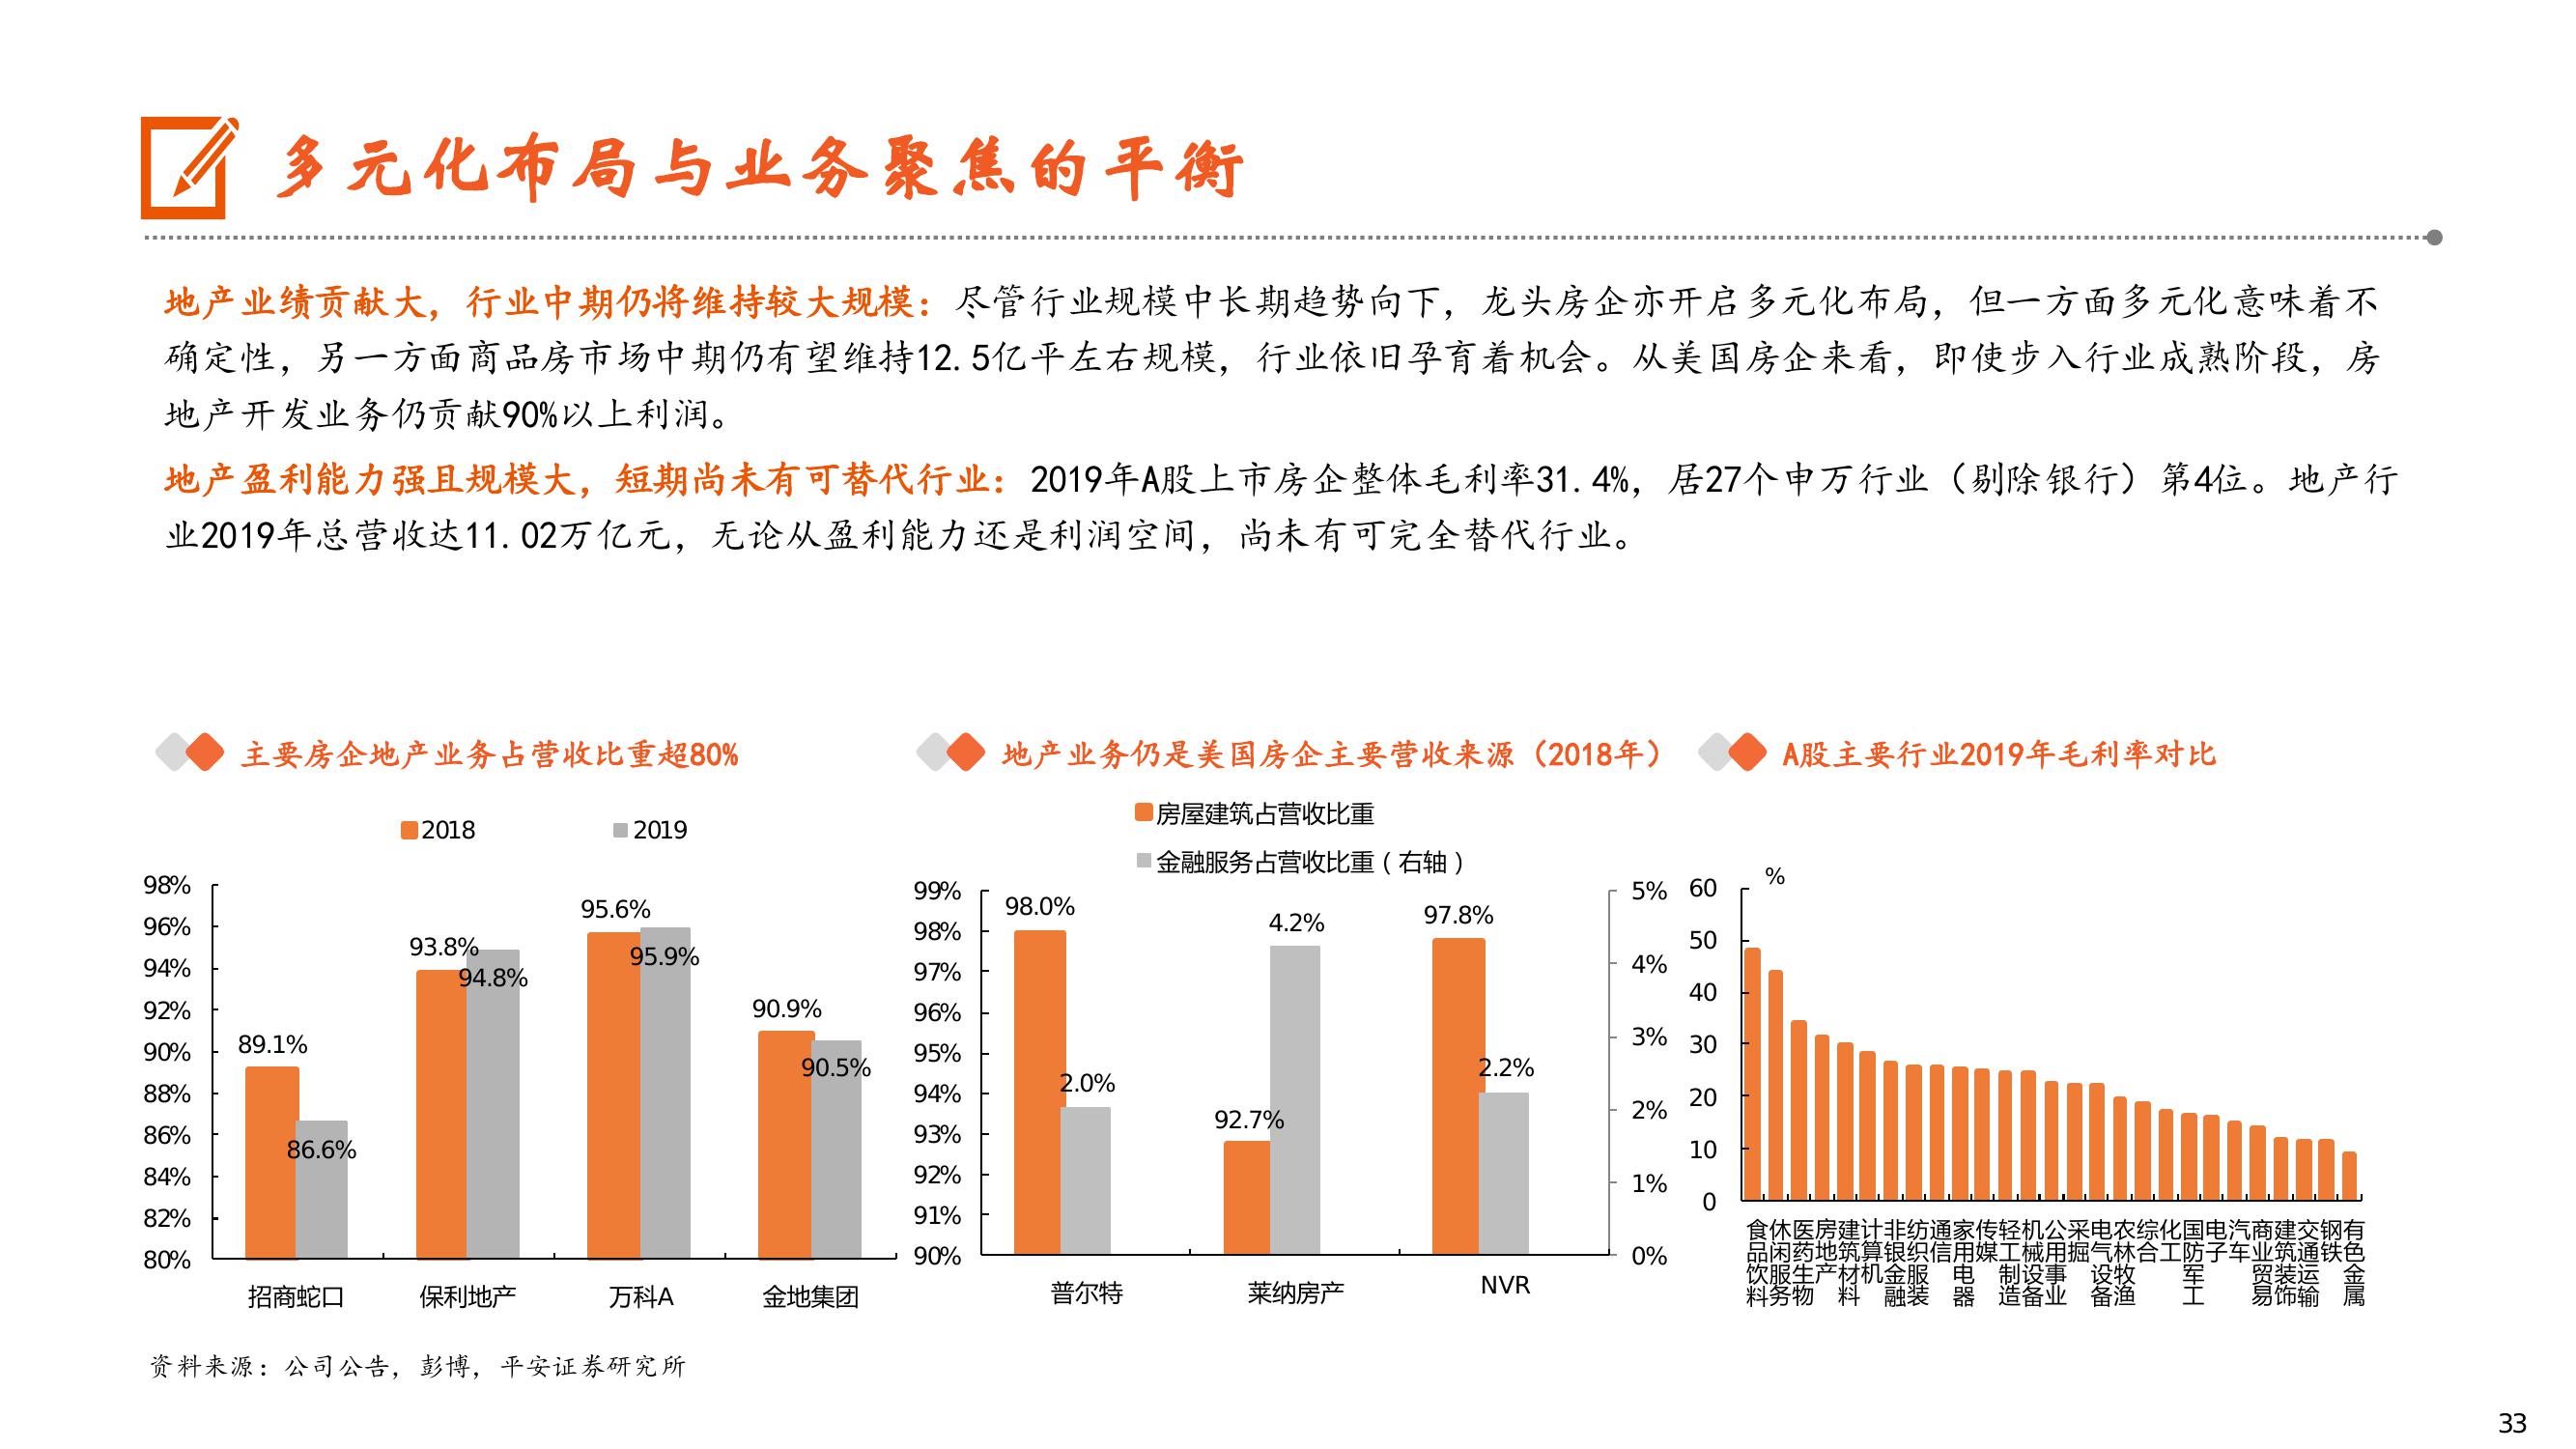 多元化布局与业务聚焦的平衡
地产业绩贡献大，行业中期仍将维持较大规模：尽管行业规模中长期趋势向下，龙头房企亦开启多元化布局，但一方面多元化意味着不
确定性，另一方面商品房市场中期仍有望维持12.5亿平左右规模，行业依旧孕育着机会。从美国房企来看，即使步入行业成熟阶段，房
地产开发业务仍贡献90%以上利润。
地产盈利能力强且规模大，短期尚未有可替代行业：2019年A股上市房企整体毛利率31.4%，居27个申万行业（剔除银行）第4位。地产行
业2019年总营收达11.02万亿元，无论从盈利能力还是利润空间，尚未有可完全替代行业。
主要房企地产业务占营收比重超80%
2018 2019
98%
96%
94%
92%
90%
88%
86%
84%
82%
80%
89.1%
86.6%
93.8%
94.8%
95.6%
95.9%
90.9%
90.5%
招商蛇口 保利地产 万科A 金地集团
地产业务仍是美国房企主要营收来源（2018年）
房屋建筑占营收比重
金融服务占营收比重（右轴）
99%
98%
97%
96%
95%
94%
93%
92%
91%
90%
98.0%
2.0%
92.7%
4.2%
97.8%
2.2%
5%
4%
3%
2%
1%
0%
普尔特 莱纳房产 NVR
A股主要行业2019年毛利率对比
%
60
50
40
30
20
10
0
食品饮料
休闲服务
医药生物
房地产
建筑材料
计算机
非银金融
纺织服装
通信
家用电器
传媒
轻工制造
机械设备
公用事业
采掘
电气设备
农林牧渔
综合
化工
国防军工
电子
汽车
商业贸易
建筑装饰
交通运输
钢铁
有色金属
资料来源：公司公告，彭博，平安证券研究所
33